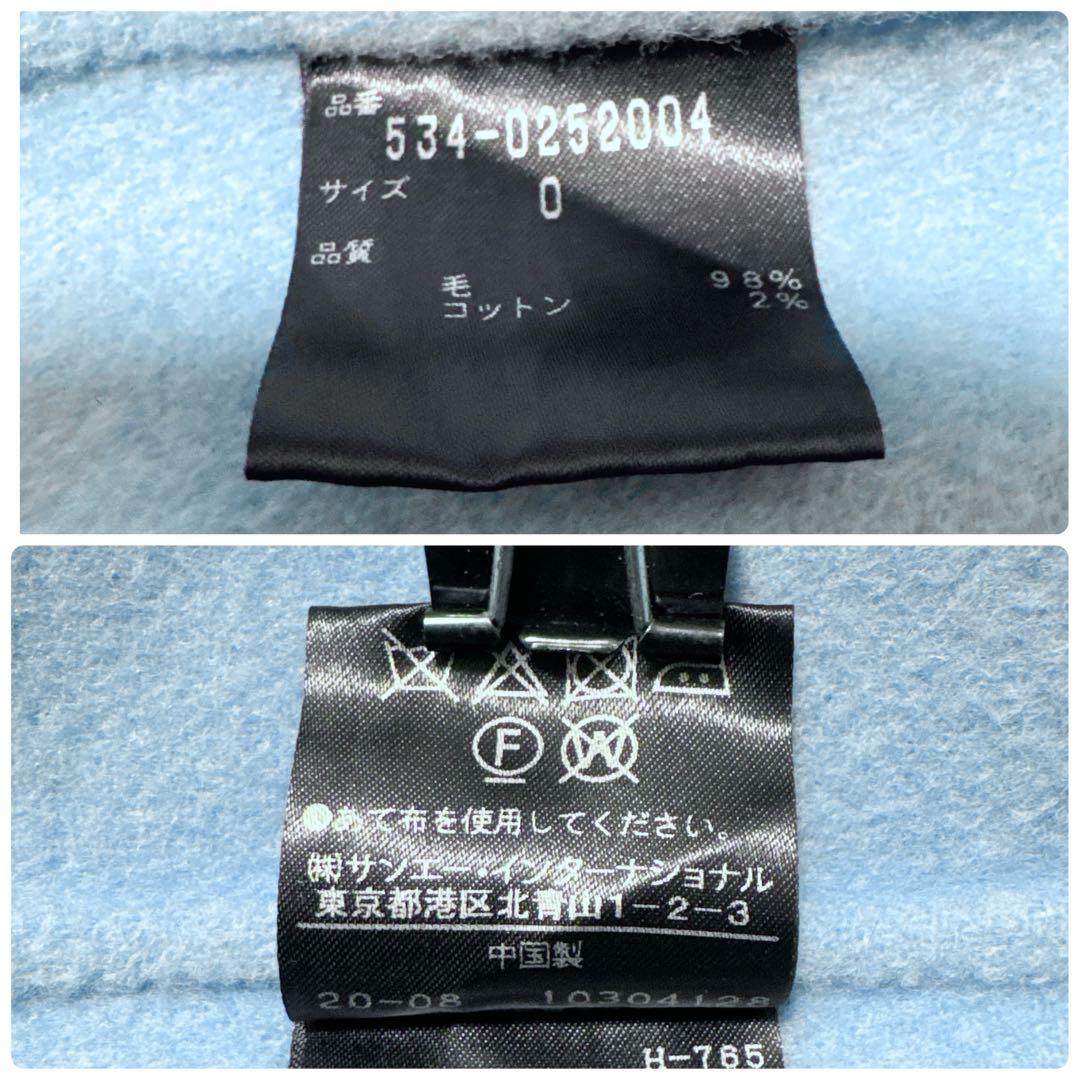 品番
534-0252004
サイズ 0
品質
毛 98%
コットン 2%
F W
●あて布を使用してください。
㈱サンエー・インターナショナル
東京都港区北青山1-2-3
中国製
20-08 10304128
H-765